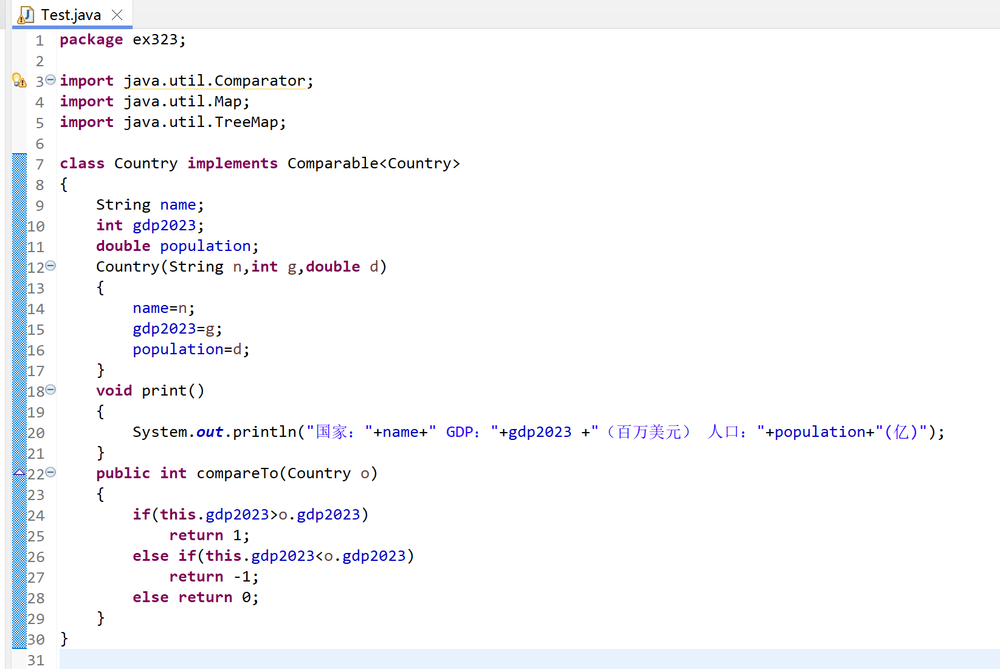 Test.java
1 package ex323;
2
3 import java.util.Comparator;
4 import java.util.Map;
5 import java.util.TreeMap;
6
7 class Country implements Comparable<Country>
8 {
9     String name;
10     int gdp2023;
11     double population;
12     Country(String n,int g,double d)
13     {
14         name=n;
15         gdp2023=g;
16         population=d;
17     }
18     void print()
19     {
20         System.out.println("国家："+name+" GDP："+gdp2023 +"（百万美元） 人口："+population+"(亿)");
21     }
22     public int compareTo(Country o)
23     {
24         if(this.gdp2023>o.gdp2023)
25             return 1;
26         else if(this.gdp2023<o.gdp2023)
27             return -1;
28         else return 0;
29     }
30 }
31